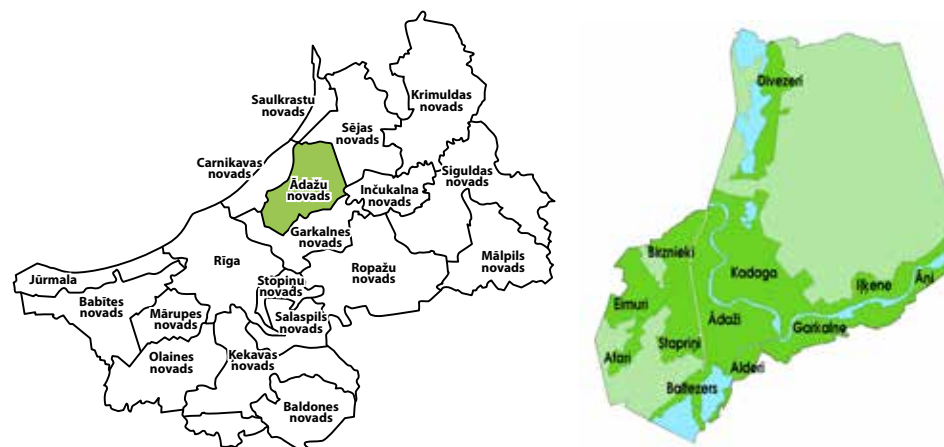 Saulkrastu
novads
Krimuldas
novads
Sējas
novads
Carnikavas
novads
Siguldas
novads
Ādažu
novads
Inčukalna
novads
Garkalnes
novads
Rīga
Mālpils
novads
Ropažu
novads
Jūrmala
Stopiņu
novads
Babītes
novads
Mārupes
novads
Salaspils
novads
Olaines
novads
Ķekavas
novads
Baldones
novads
Divezeri
Birznieki
Kadaga
Iļķene
Āņi
Eimuri
Ādaži
Garkalne
Stapriņi
Atari
Alderi
Baltezers